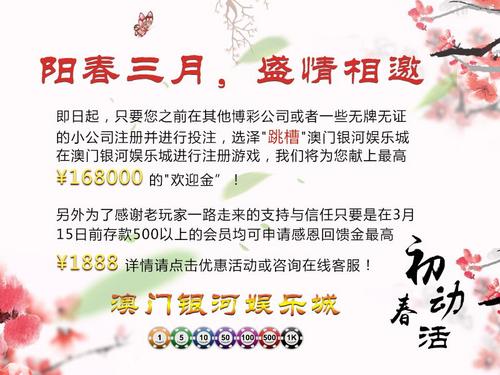 阳春三月，盛情相邀
即日起，只要您之前在其他博彩公司或者一些无牌无证
的小公司注册并进行投注，选泽"跳槽"澳门银河娱乐城
在澳门银河娱乐城进行注册游戏，我们将为您献上最高
¥168000 的"欢迎金"！
另外为了感谢老玩家一路走来的支持与信任只要是在3月
15日前存款500以上的会员均可申请感恩回馈金最高
¥1888 详情请点击优惠活动或咨询在线客服！
初春动活
澳门银河娱乐城
1 5 10 50 100 500 1K